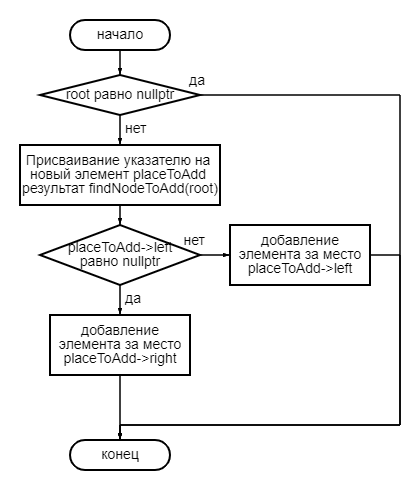 начало
да
root равно nullptr
нет
Присваивание указателю на
новый элемент placeToAdd
результат findNodeToAdd(root)
placeToAdd->left
равно nullptr
нет
добавление
элемента за место
placeToAdd->left
да
добавление
элемента за место
placeToAdd->right
конец